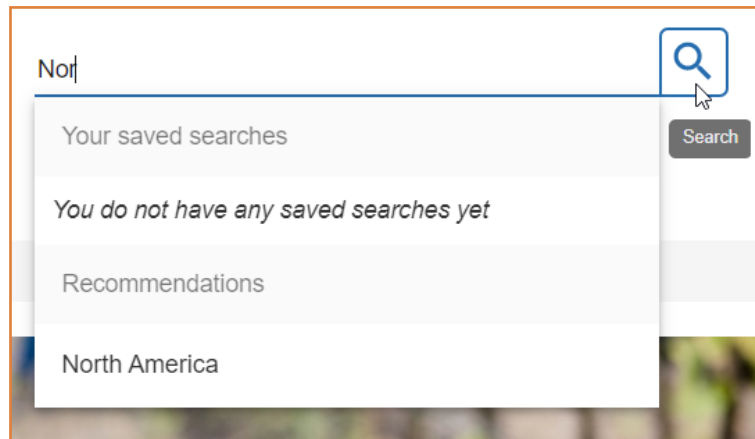 Nor
Your saved searches
Search
You do not have any saved searches yet
Recommendations
North America